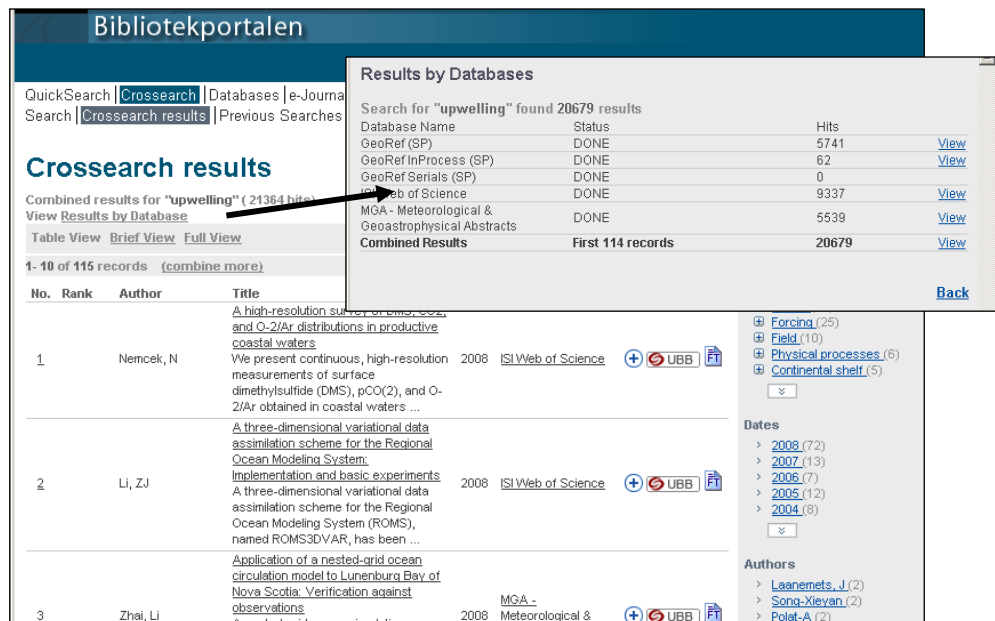 Bibliotekportalen
QuickSearch | Crossearch | Databases | e-Journa
Search | Crossearch results | Previous Searches
Crossearch results
Combined results for "upwelling" ( 21364 hits)
View Results by Database
Table View Brief View Full View
1- 10 of 115 records (combine more)
Results by Databases
Search for "upwelling" found 20679 results
Database Name Status Hits
GeoRef (SP) DONE 5741 View
GeoRef InProcess (SP) DONE 62 View
GeoRef Serials (SP) DONE 0
ISI Web of Science DONE 9337 View
MGA - Meteorological &
Geoastrophysical Abstracts DONE 5539 View
Combined Results First 114 records 20679 View
Back
No. Rank Author Title
A high-resolution survey of DMS, CO2,
and O-2/Ar distributions in productive
coastal waters
1 Nemcek, N We present continuous, high-resolution 2008 ISI Web of Science UBB FT
measurements of surface
dimethylsulfide (DMS), pCO(2), and O-
2/Ar obtained in coastal waters ...
A three-dimensional variational data
assimilation scheme for the Regional
Ocean Modeling System:
Implementation and basic experiments
2 Li, ZJ A three-dimensional variational data 2008 ISI Web of Science UBB FT
assimilation scheme for the Regional
Ocean Modeling System (ROMS),
named ROMS3DVAR, has been ...
Application of a nested-grid ocean
circulation model to Lunenburg Bay of
Nova Scotia: Verification against
observations
3 Zhai, Li 2008 MGA -
Meteorological & UBB FT
Forcing (25)
Field (10)
Physical processes (6)
Continental shelf (5)
Dates
2008 (72)
2007 (13)
2006 (7)
2005 (12)
2004 (8)
Authors
Laanemets, J (2)
Song-Xieyan (2)
Polat-A (2)